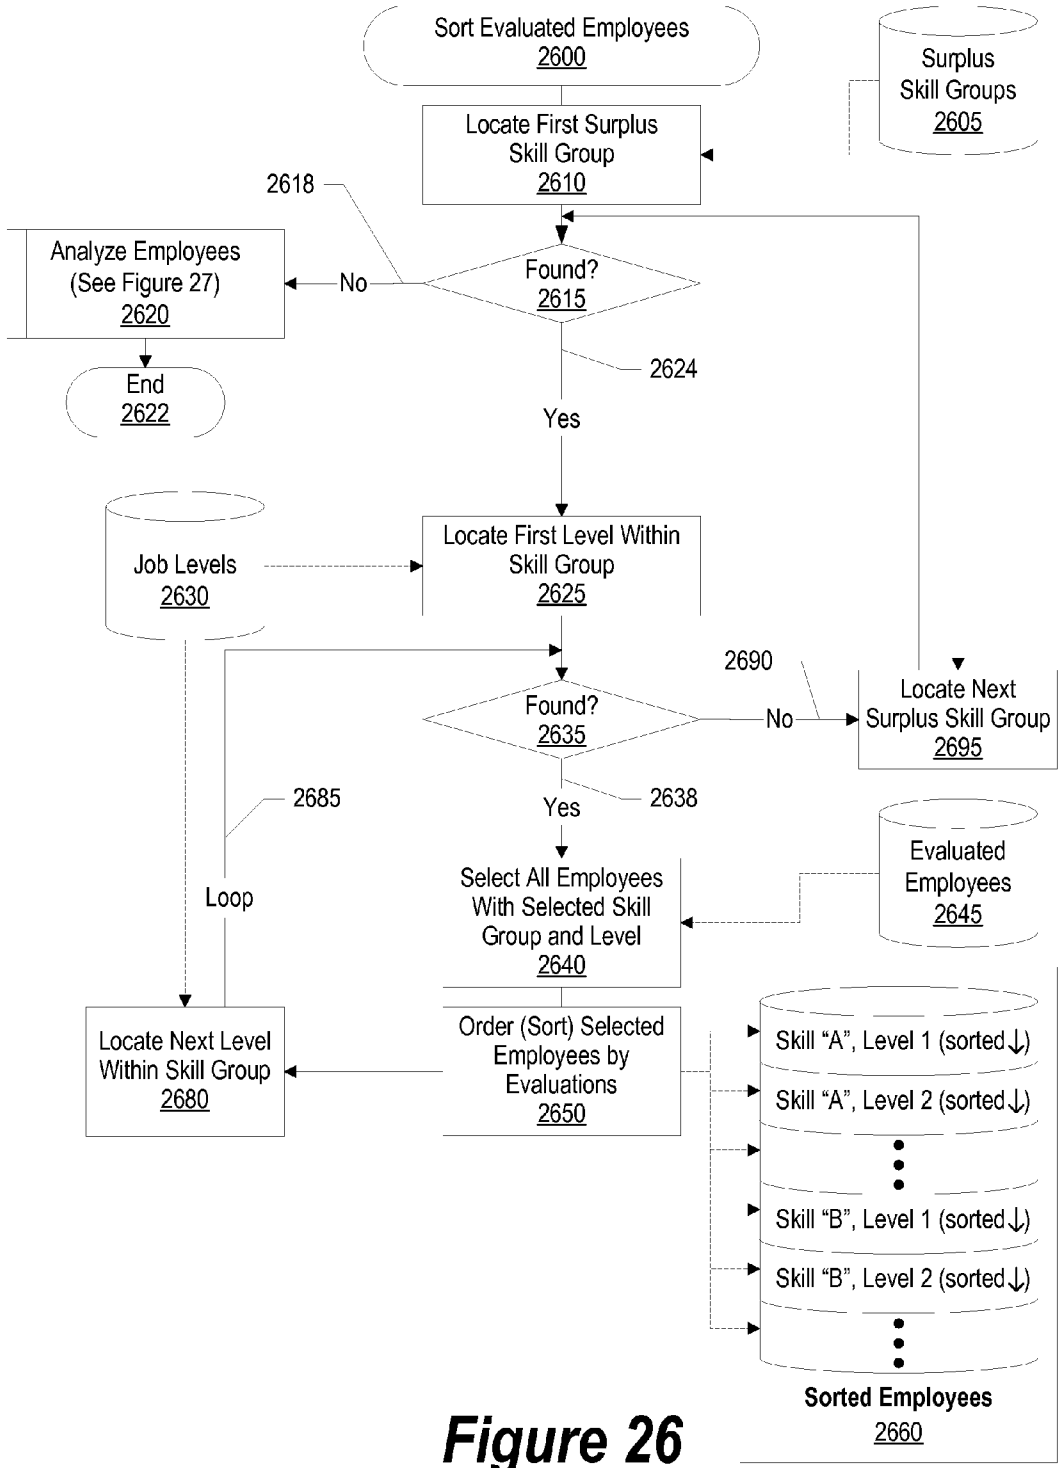 Sort Evaluated Employees
2600
Surplus
Skill Groups
2605
Locate First Surplus
Skill Group
2610
2618
Analyze Employees
(See Figure 27)
2620
No
Found?
2615
2624
End
2622
Yes
Locate First Level Within
Skill Group
2625
Job Levels
2630
2690
Locate Next
Surplus Skill Group
2695
Found?
2635
No
2685
2638
Yes
Evaluated
Employees
2645
Select All Employees
With Selected Skill
Group and Level
2640
Loop
Locate Next Level
Within Skill Group
2680
Order (Sort) Selected
Employees by
Evaluations
2650
Skill “A”, Level 1 (sorted↓)
Skill “A”, Level 2 (sorted↓)
Skill “B”, Level 1 (sorted↓)
Skill “B”, Level 2 (sorted↓)
Sorted Employees
2660
Figure 26